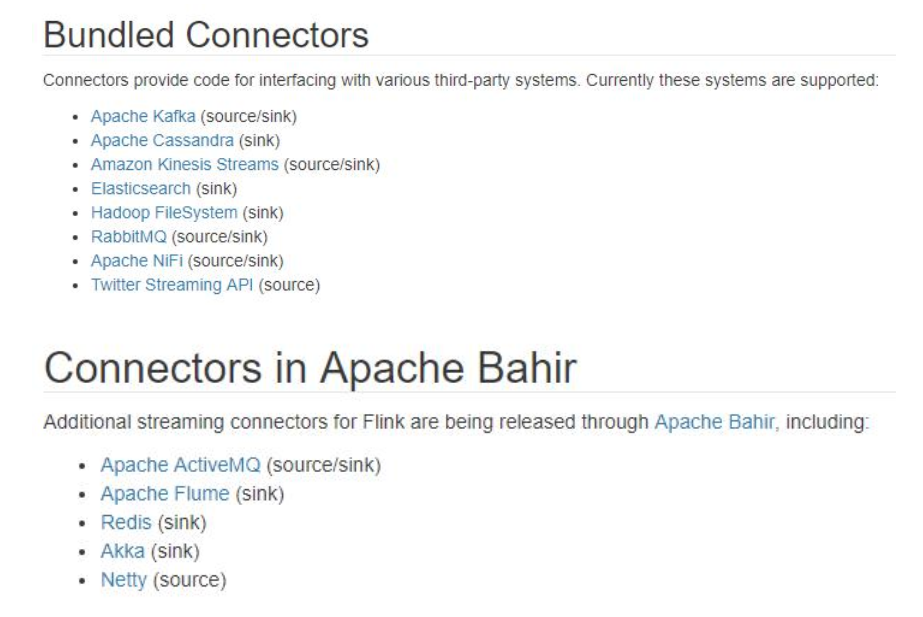 Bundled Connectors
Connectors provide code for interfacing with various third-party systems. Currently these systems are supported:
• Apache Kafka (source/sink)
• Apache Cassandra (sink)
• Amazon Kinesis Streams (source/sink)
• Elasticsearch (sink)
• Hadoop FileSystem (sink)
• RabbitMQ (source/sink)
• Apache NiFi (source/sink)
• Twitter Streaming API (source)
Connectors in Apache Bahir
Additional streaming connectors for Flink are being released through Apache Bahir, including:
• Apache ActiveMQ (source/sink)
• Apache Flume (sink)
• Redis (sink)
• Akka (sink)
• Netty (source)